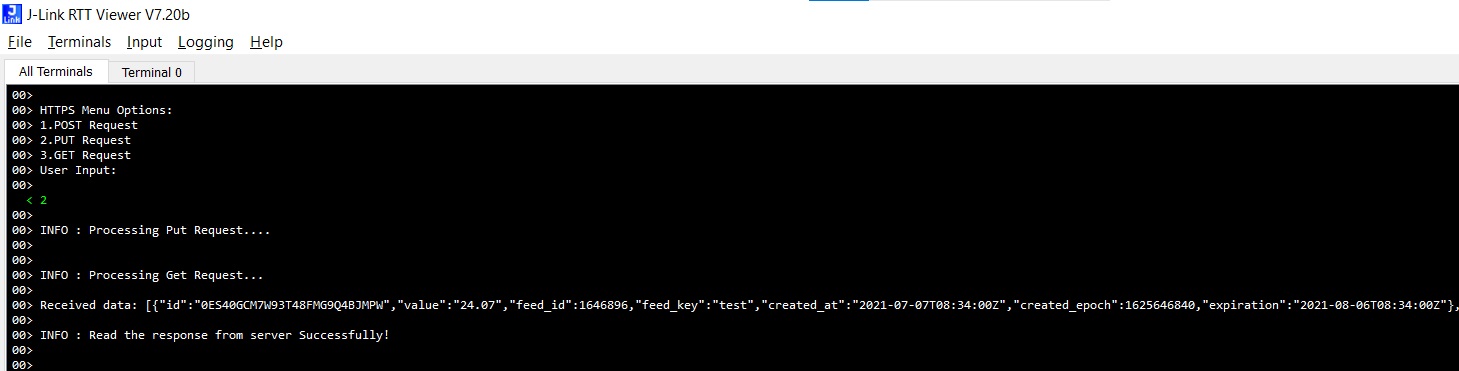 J-Link RTT Viewer V7.20b
File Terminals Input Logging Help
All Terminals Terminal 0
00>
00> HTTPS Menu Options:
00> 1.POST Request
00> 2.PUT Request
00> 3.GET Request
00> User Input:
00>
< 2
00>
00> INFO : Processing Put Request....
00>
00>
00> INFO : Processing Get Request...
00>
00> Received data: [{"id":"0ES40GCM7W93T48FMG9Q4BJMPW","value":"24.07","feed_id":1646896,"feed_key":"test","created_at":"2021-07-07T08:34:00Z","created_epoch":1625646840,"expiration":"2021-08-06T08:34:00Z"},
00>
00> INFO : Read the response from server Successfully!
00>
00>